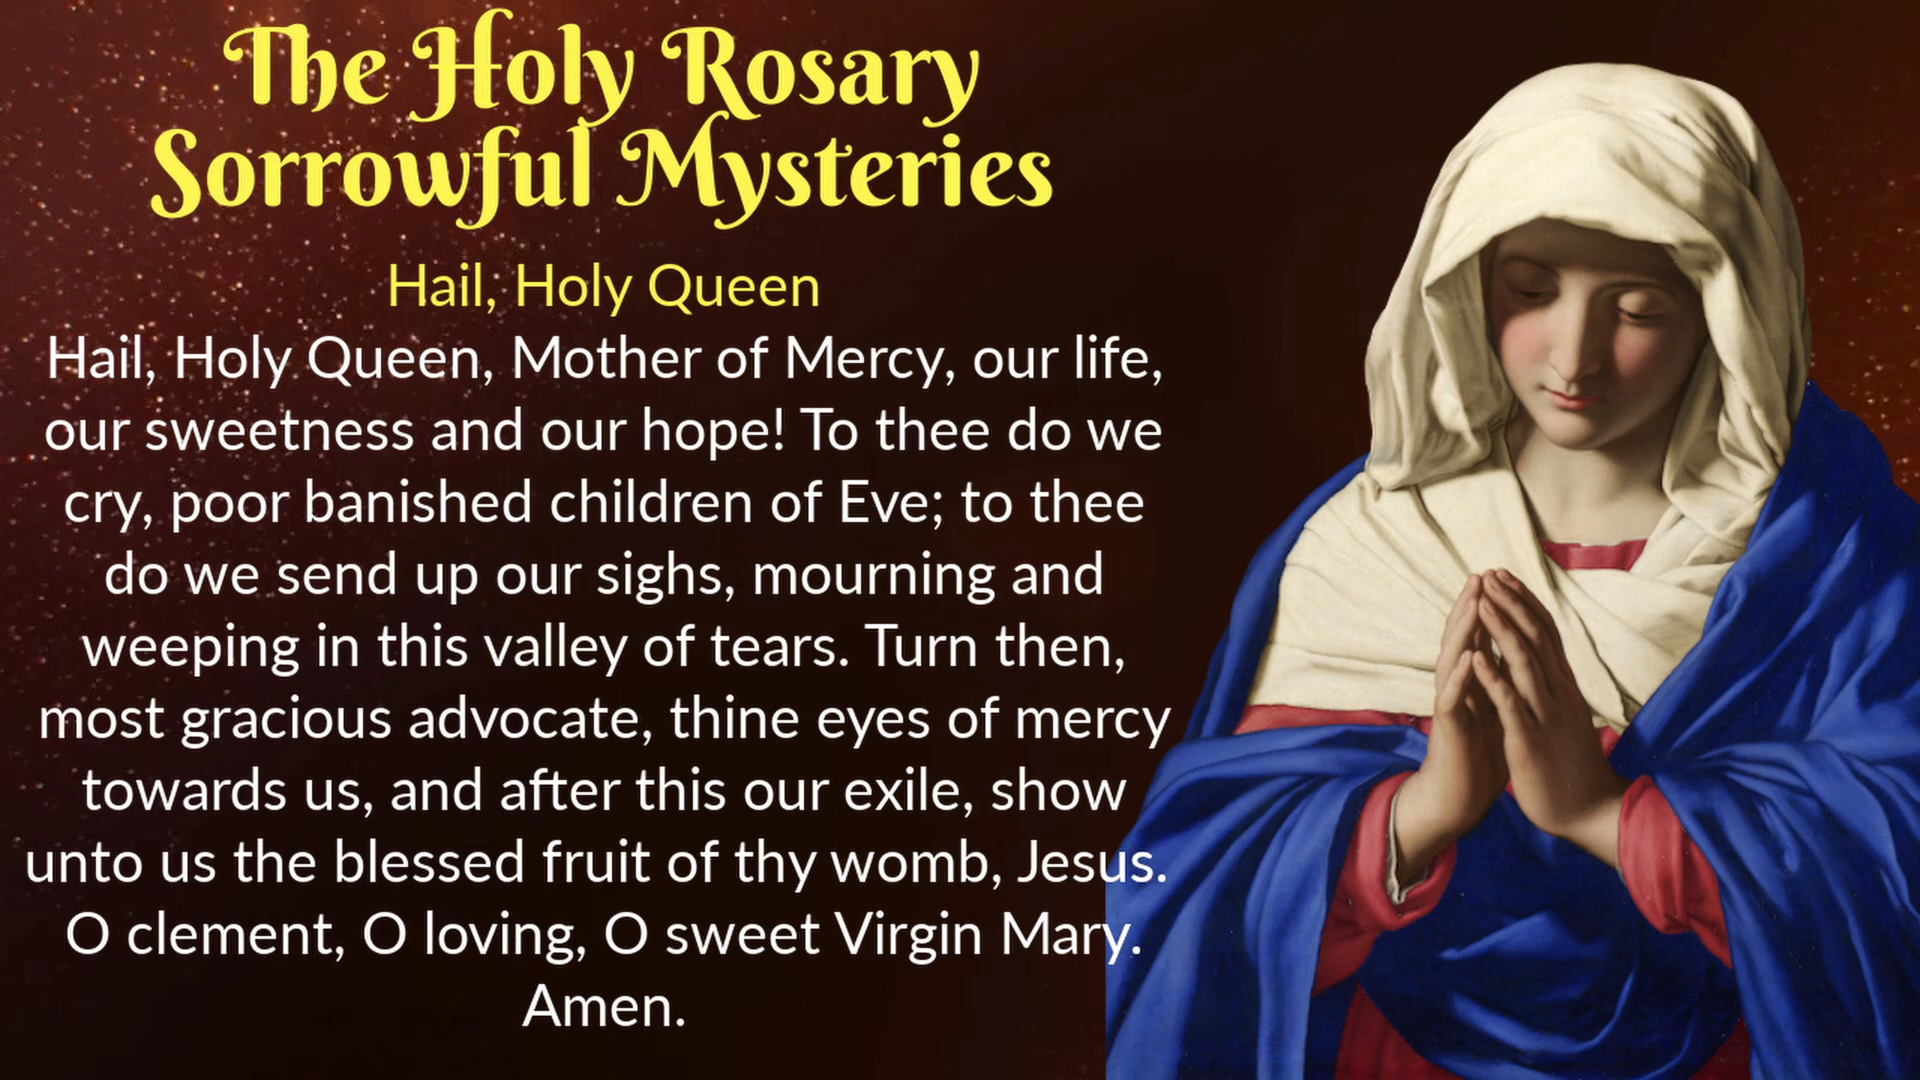 The Holy Rosary
Sorrowful Mysteries
Hail, Holy Queen
Hail, Holy Queen, Mother of Mercy, our life,
our sweetness and our hope! To thee do we
cry, poor banished children of Eve; to thee
do we send up our sighs, mourning and
weeping in this valley of tears. Turn then,
most gracious advocate, thine eyes of mercy
towards us, and after this our exile, show
unto us the blessed fruit of thy womb, Jesus.
O clement, O loving, O sweet Virgin Mary.
Amen.